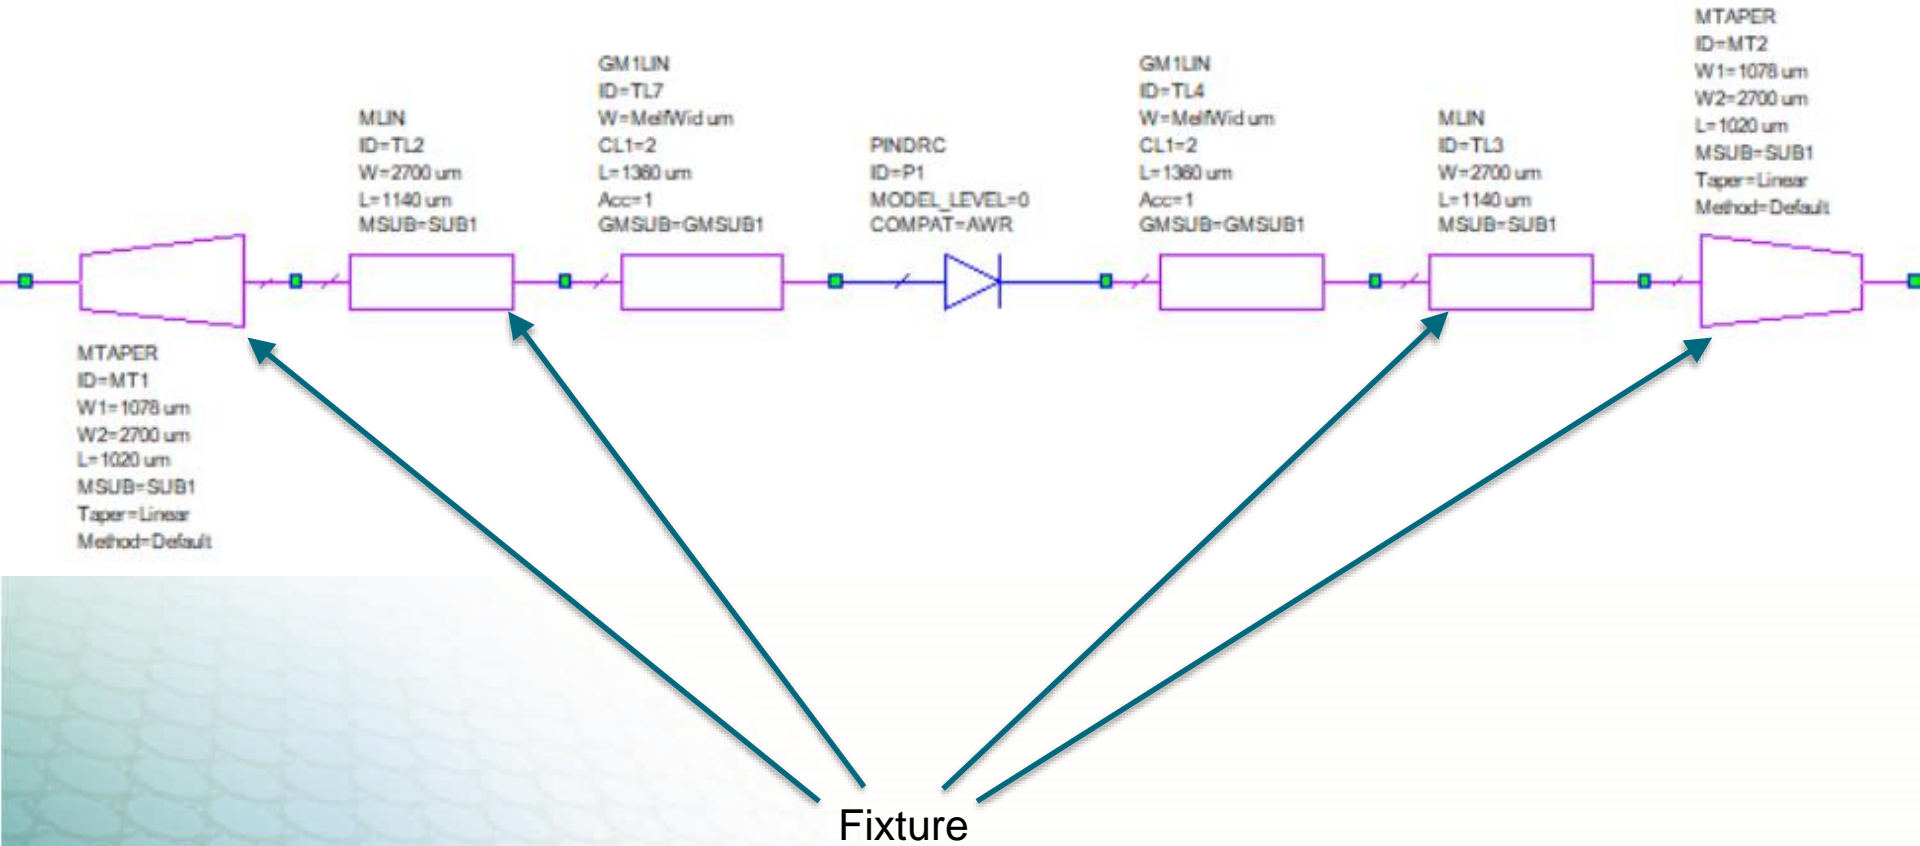 MTAPER
ID=MT1
W1=1078 um
W2=2700 um
L=1020 um
MSUB=SUB1
Taper=Linear
Method=Default
MLIN
ID=TL2
W=2700 um
L=1140 um
MSUB=SUB1
GM1LIN
ID=TL7
W=MelfWid um
CL1=2
L=1360 um
Acc=1
GMSUB=GMSUB1
PINDRC
ID=P1
MODEL_LEVEL=0
COMPAT=AWR
GM1LIN
ID=TL4
W=MelfWid um
CL1=2
L=1360 um
Acc=1
GMSUB=GMSUB1
MLIN
ID=TL3
W=2700 um
L=1140 um
MSUB=SUB1
MTAPER
ID=MT2
W1=1078 um
W2=2700 um
L=1020 um
MSUB=SUB1
Taper=Linear
Method=Default
Fixture